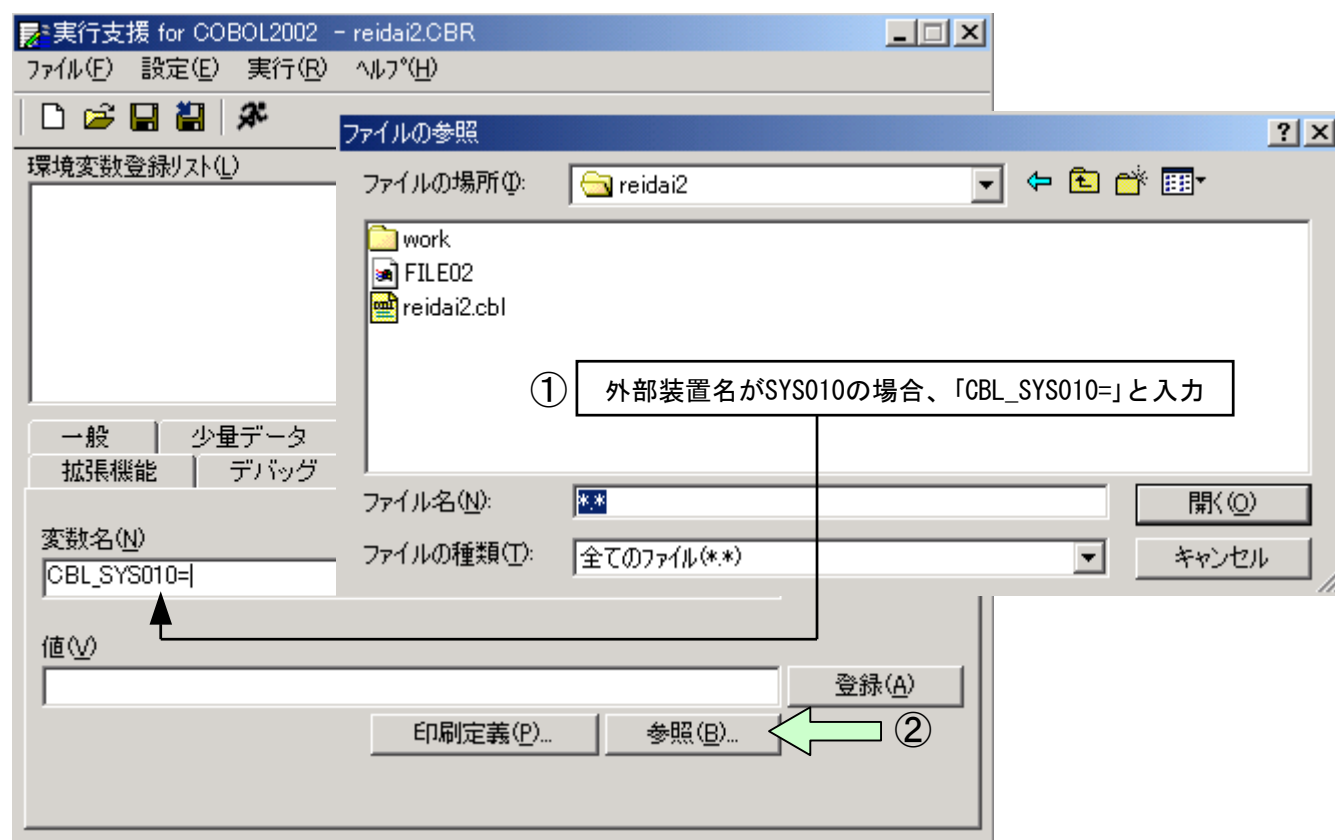 実行支援 for COBOL2002 - reidai2.CBR
ファイル(F) 設定(E) 実行(R) ヘルプ(H)
環境変数登録リスト(L)
ファイルの参照
ファイルの場所(I):
reidai2
work
FILE02
reidai2.cbl
① 外部装置名がSYS010の場合、「CBL_SYS010=」と入力
ファイル名(N):
*.*
開く(O)
ファイルの種類(T):
全てのファイル(*.*)
キャンセル
一般 少量データ
拡張機能 デバッグ
変数名(N)
CBL_SYS010=
値(V)
登録(A)
印刷定義(P)... 参照(B)... ②